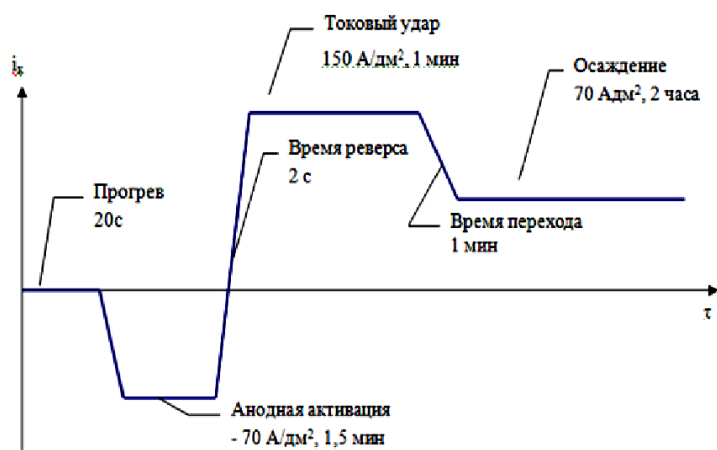 Токовый удар
150 А/дм², 1 мин
iк
Осаждение
70 Адм², 2 часа
Время реверса
2 с
Прогрев
20с
Время перехода
1 мин
τ
Анодная активация
- 70 А/дм², 1,5 мин